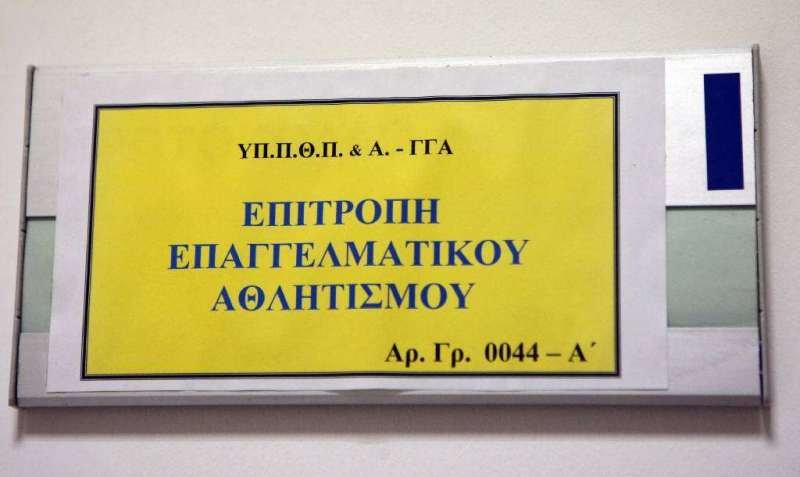 ΥΠ.Π.Θ.Π. & Α. - ΓΓΑ
ΕΠΙΤΡΟΠΗ
ΕΠΑΓΓΕΛΜΑΤΙΚΟΥ
ΑΘΛΗΤΙΣΜΟΥ
Αρ. Γρ. 0044 – Α΄